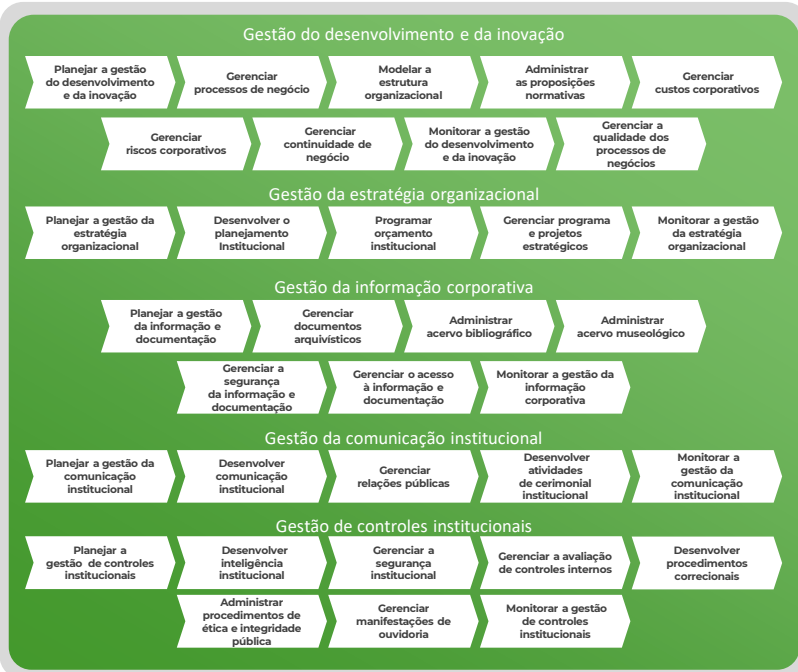 Gestão do desenvolvimento e da inovação
Planejar a gestão
do desenvolvimento
e da inovação
Gerenciar
processos de negócio
Modelar a
estrutura
organizacional
Administrar
as proposições
normativas
Gerenciar
custos corporativos
Gerenciar
riscos corporativos
Gerenciar
continuidade de
negócio
Monitorar a gestão
do desenvolvimento
e da inovação
Gerenciar a
qualidade dos
processos de
negócios
Gestão da estratégia organizacional
Planejar a gestão da
estratégia
organizacional
Desenvolver o
planejamento
Institucional
Programar
orçamento
institucional
Gerenciar programa
e projetos
estratégicos
Monitorar a gestão
da estratégia
organizacional
Gestão da informação corporativa
Planejar a gestão
da informação e
documentação
Gerenciar
documentos
arquivísticos
Administrar
acervo bibliográfico
Administrar
acervo museológico
Gerenciar a
segurança
da informação e
documentação
Gerenciar o acesso
à informação e
documentação
Monitorar a gestão da
informação
corporativa
Gestão da comunicação institucional
Planejar a gestão da
comunicação
institucional
Desenvolver
comunicação
institucional
Gerenciar
relações públicas
Desenvolver
atividades
de cerimonial
institucional
Monitorar a
gestão da
comunicação
institucional
Gestão de controles institucionais
Planejar a
gestão de controles
institucionais
Desenvolver
inteligência
institucional
Gerenciar a
segurança
institucional
Gerenciar a avaliação
de controles internos
Desenvolver
procedimentos
correcionais
Administrar
procedimentos de
ética e integridade
pública
Gerenciar
manifestações de
ouvidoria
Monitorar a gestão
de controles
institucionais